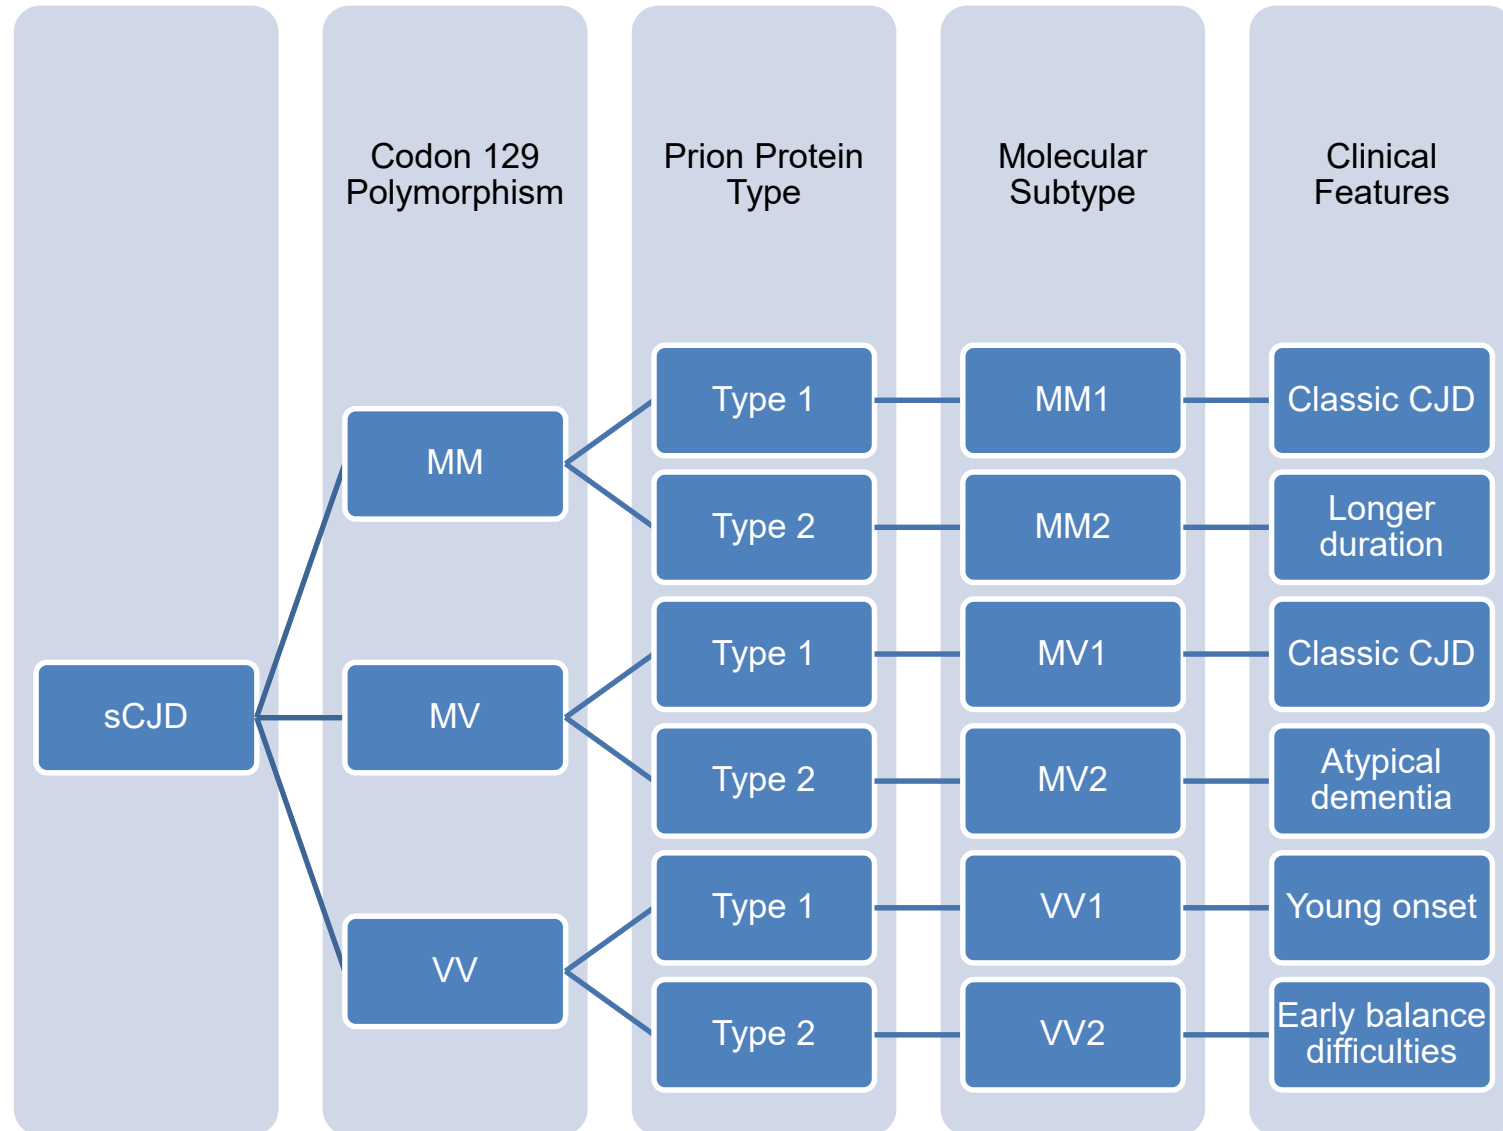 Codon 129
Polymorphism
Prion Protein
Type
Molecular
Subtype
Clinical
Features
sCJD
MM
MV
VV
Type 1
Type 2
Type 1
Type 2
Type 1
Type 2
MM1
MM2
MV1
MV2
VV1
VV2
Classic CJD
Longer
duration
Classic CJD
Atypical
dementia
Young onset
Early balance
difficulties